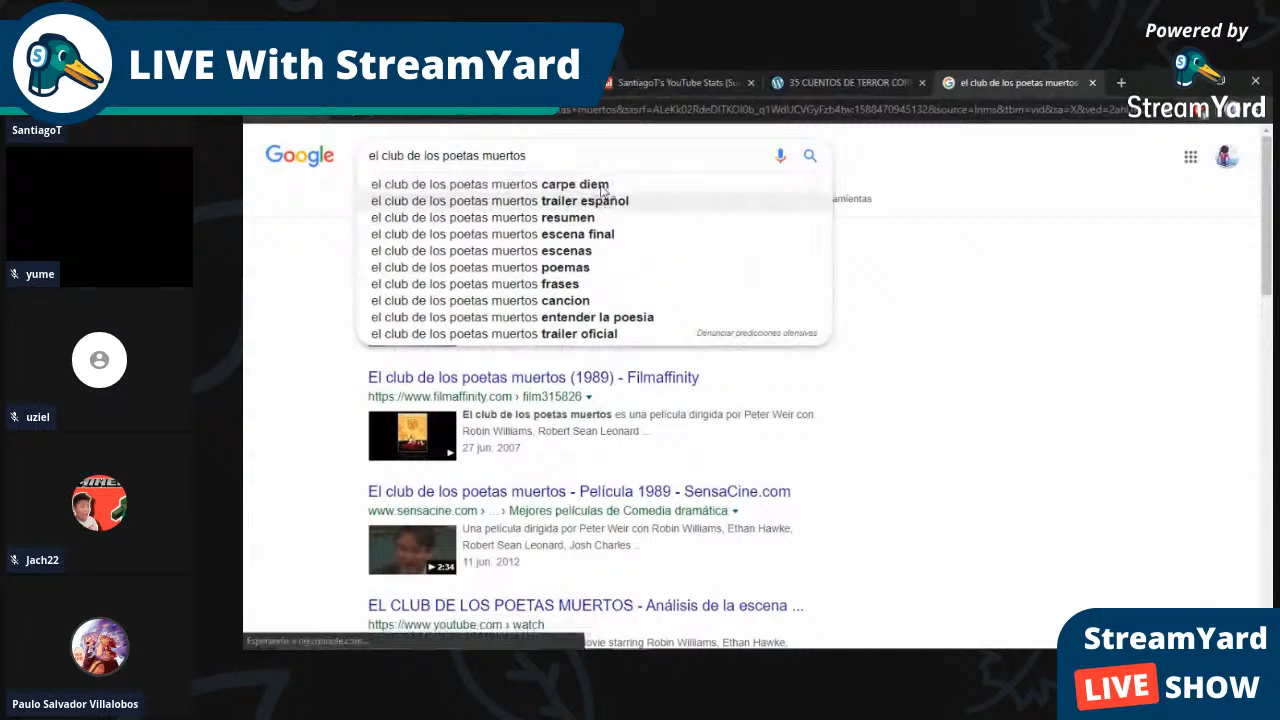 LIVE With StreamYard
Powered by
StreamYard
SantiagoT
yume
uziel
Jach22
Paulo Salvador Villalobos
SantiagoT's YouTube Stats (Su
35 CUENTOS DE TERROR COR
el club de los poetas muertos
Google
el club de los poetas muertos
amientas
el club de los poetas muertos carpe diem
el club de los poetas muertos trailer español
el club de los poetas muertos resumen
el club de los poetas muertos escena final
el club de los poetas muertos escenas
el club de los poetas muertos poemas
el club de los poetas muertos frases
el club de los poetas muertos cancion
el club de los poetas muertos entender la poesia
el club de los poetas muertos trailer oficial
Denunciar predicciones ofensivas
El club de los poetas muertos (1989) - Filmaffinity
https://www.filmaffinity.com › film315826
El club de los poetas muertos es una película dirigida por Peter Weir con
Robin Williams, Robert Sean Leonard ...
27 jun. 2007
El club de los poetas muertos - Película 1989 - SensaCine.com
www.sensacine.com › ... › Mejores películas de Comedia dramática
Una película dirigida por Peter Weir con Robin Williams, Ethan Hawke,
Robert Sean Leonard, Josh Charles ...
2:34
11 jun. 2012
EL CLUB DE LOS POETAS MUERTOS - Análisis de la escena ...
https://www.youtube.com › watch
movie starring Robin Williams, Ethan Hawke,
StreamYard
LIVE SHOW